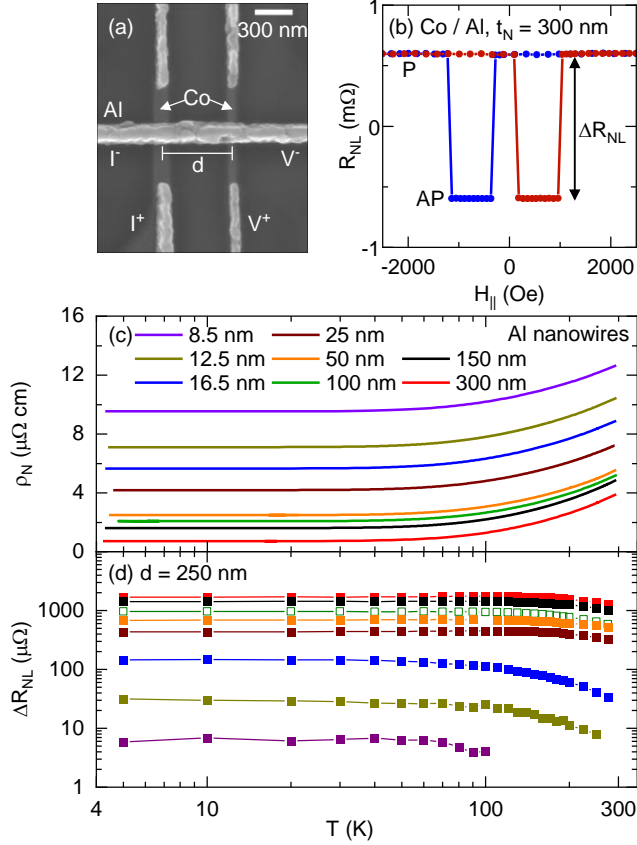 (a)
300 nm
Co
Al
I⁻
V⁻
d
I⁺
V⁺
(b) Co / Al, t_N = 300 nm
1
0
-1
R_NL (mΩ)
P
AP
ΔR_NL
-2000
0
2000
H_|| (Oe)
(c)
8.5 nm
25 nm
Al nanowires
12.5 nm
50 nm
150 nm
16.5 nm
100 nm
300 nm
16
12
8
4
0
ρ_N (μΩ cm)
(d) d = 250 nm
1000
100
10
1
ΔR_NL (μΩ)
4
10
100
300
T (K)